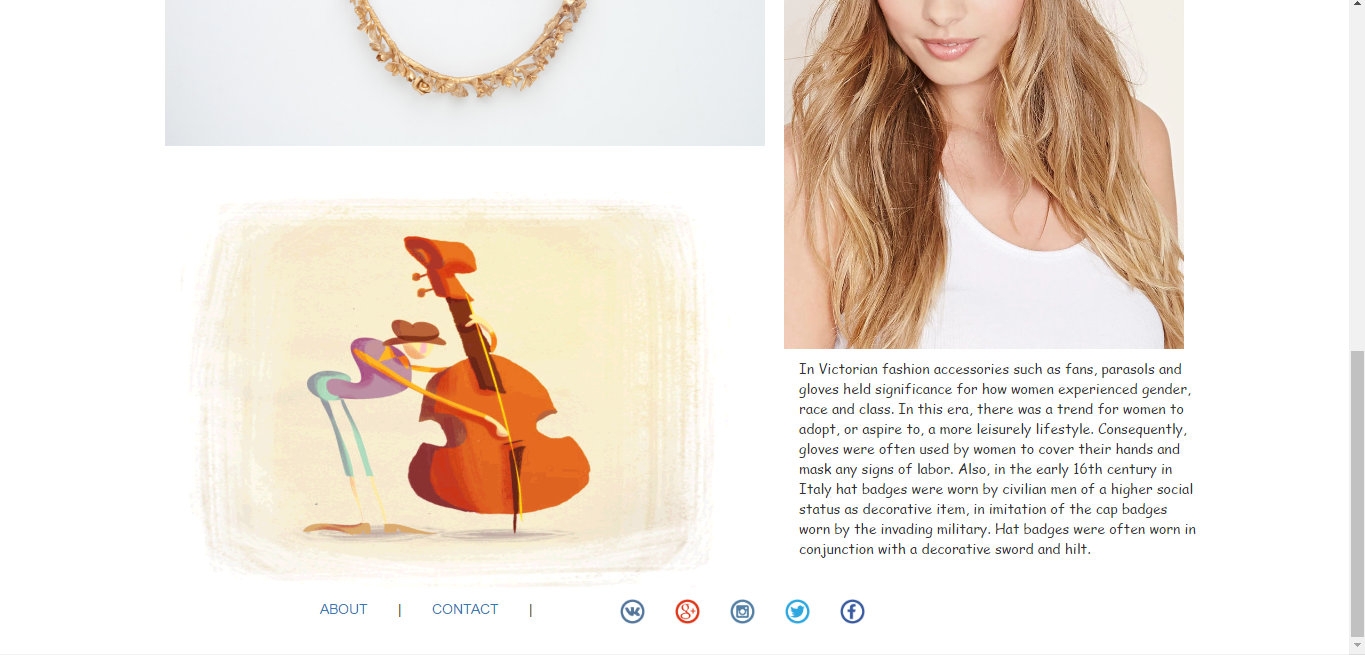 In Victorian fashion accessories such as fans, parasols and
gloves held significance for how women experienced gender,
race and class. In this era, there was a trend for women to
adopt, or aspire to, a more leisurely lifestyle. Consequently,
gloves were often used by women to cover their hands and
mask any signs of labor. Also, in the early 16th century in
Italy hat badges were worn by civilian men of a higher social
status as decorative item, in imitation of the cap badges
worn by the invading military. Hat badges were often worn in
conjunction with a decorative sword and hilt.
ABOUT | CONTACT |